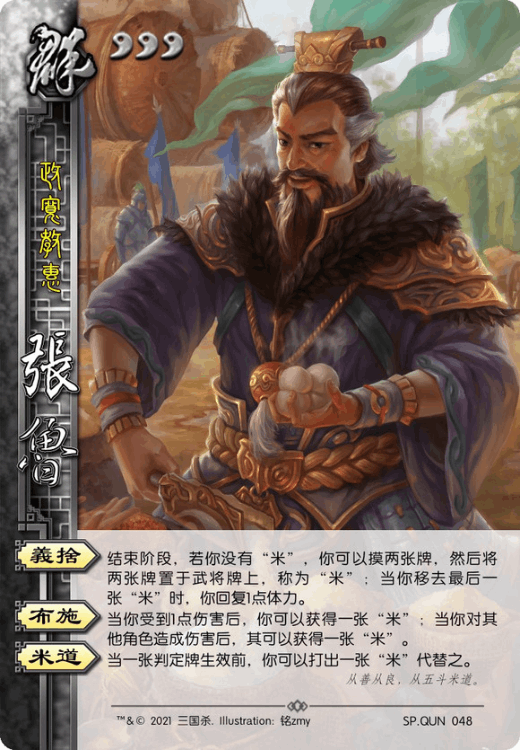 群
政寬教惠
張魯
義捨
结束阶段，若你没有“米”，你可以摸两张牌，然后将
两张牌置于武将牌上，称为“米”；当你移去最后一
张“米”时，你回复1点体力。
布施
当你受到1点伤害后，你可以获得一张“米”；当你对其
他角色造成伤害后，其可以获得一张“米”。
米道
当一张判定牌生效前，你可以打出一张“米”代替之。
从善从良，从五斗米道。
™&© 2021 三国杀. Illustration: 铭zmy
SP.QUN 048